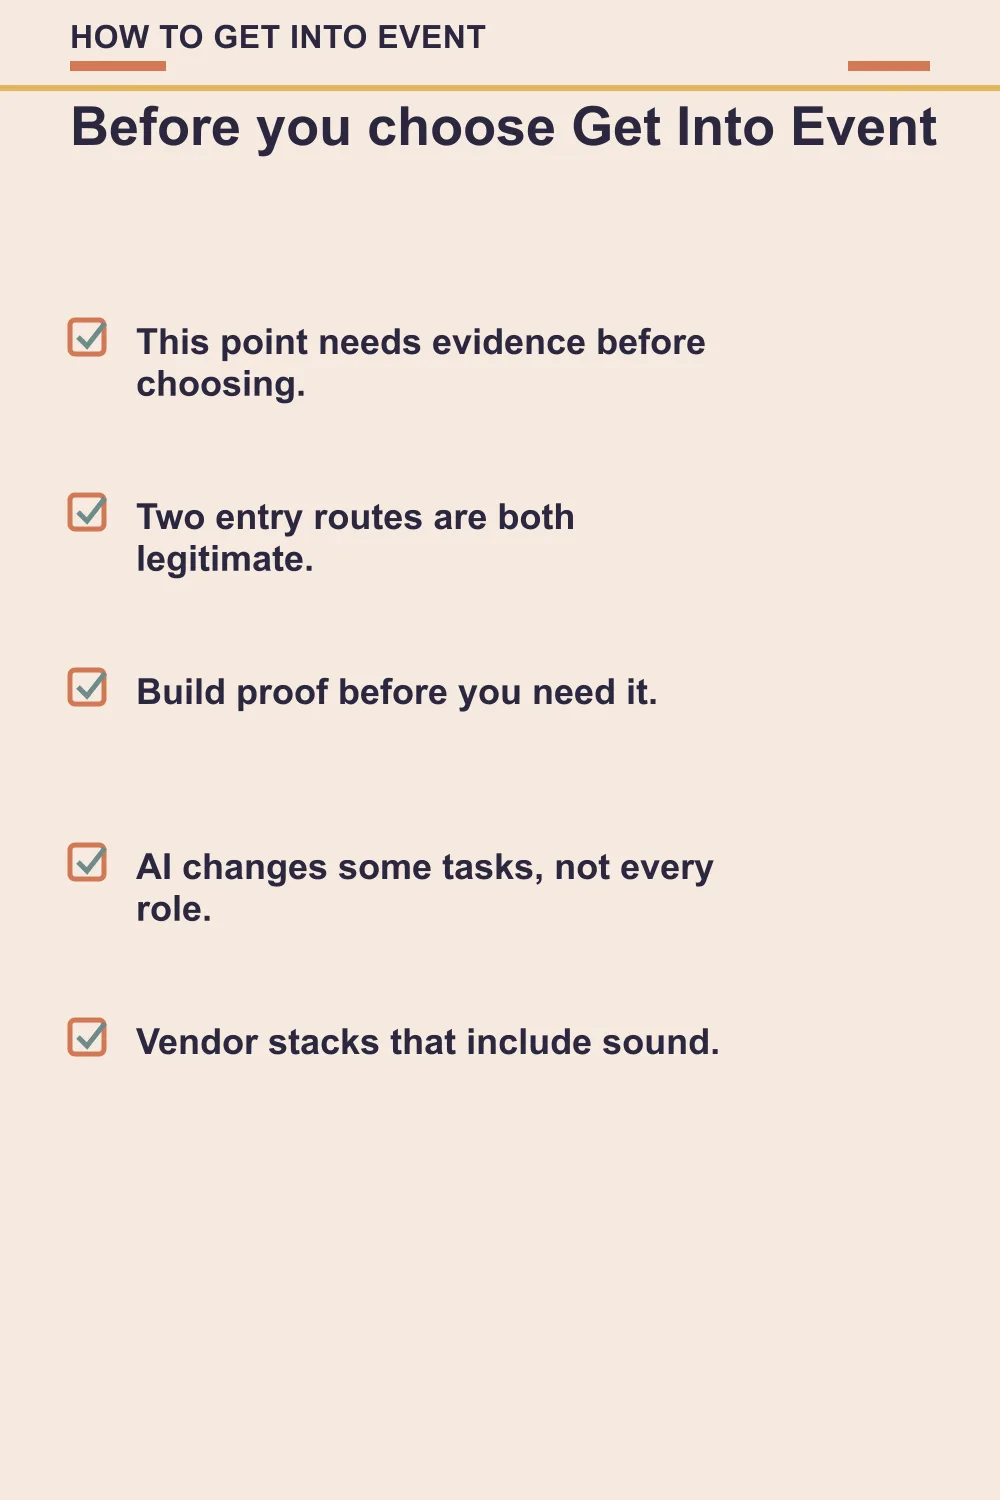 HOW TO GET INTO EVENT
Before you choose Get Into Event
This point needs evidence before
choosing.
Two entry routes are both
legitimate.
Build proof before you need it.
AI changes some tasks, not every
role.
Vendor stacks that include sound.